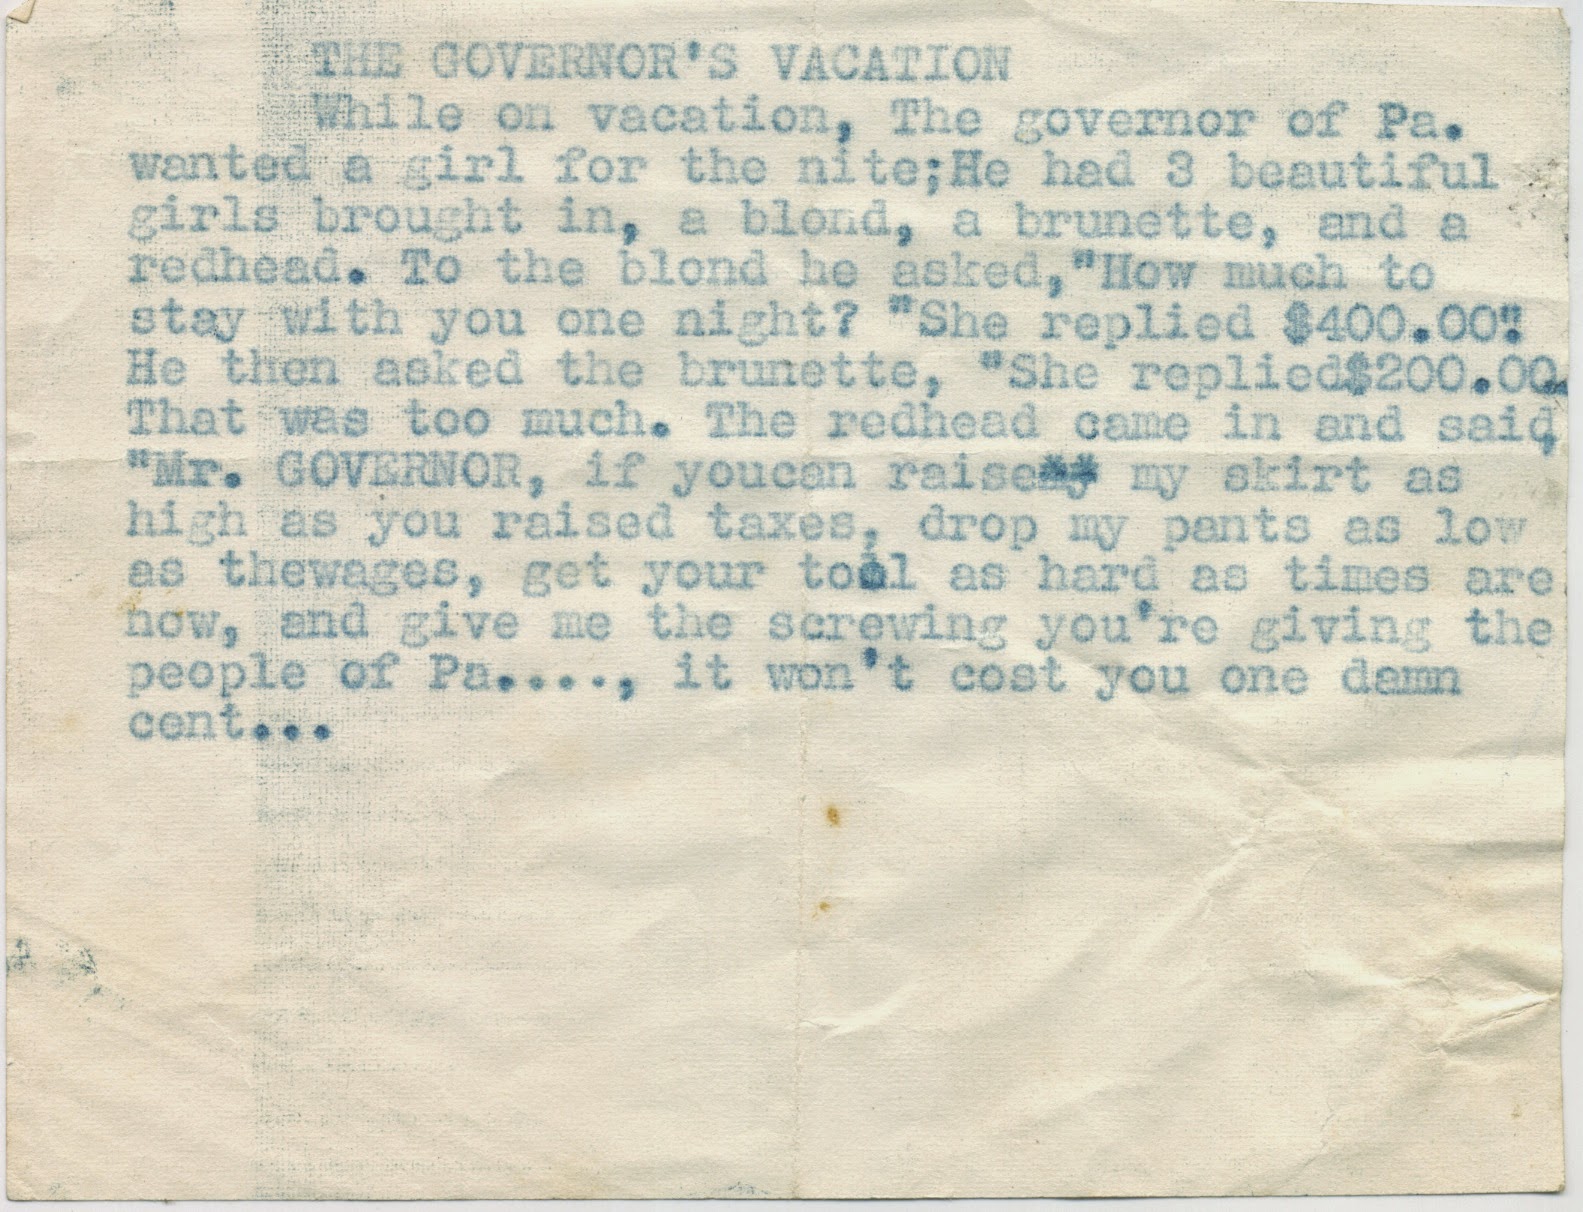 THE GOVERNOR'S VACATION
While on vacation, The governor of Pa.
wanted a girl for the nite;He had 3 beautiful
girls brought in, a blond, a brunette, and a
redhead. To the blond he asked,"How much to
stay with you one night? "She replied $400.00".
He then asked the brunette, "She replied$200.00.
That was too much. The redhead came in and said,
"Mr. GOVERNOR, if youcan raise my skirt as
high as you raised taxes, drop my pants as low
as thewages, get your tool as hard as times are
now, and give me the screwing you're giving the
people of Pa...., it won't cost you one damn
cent...